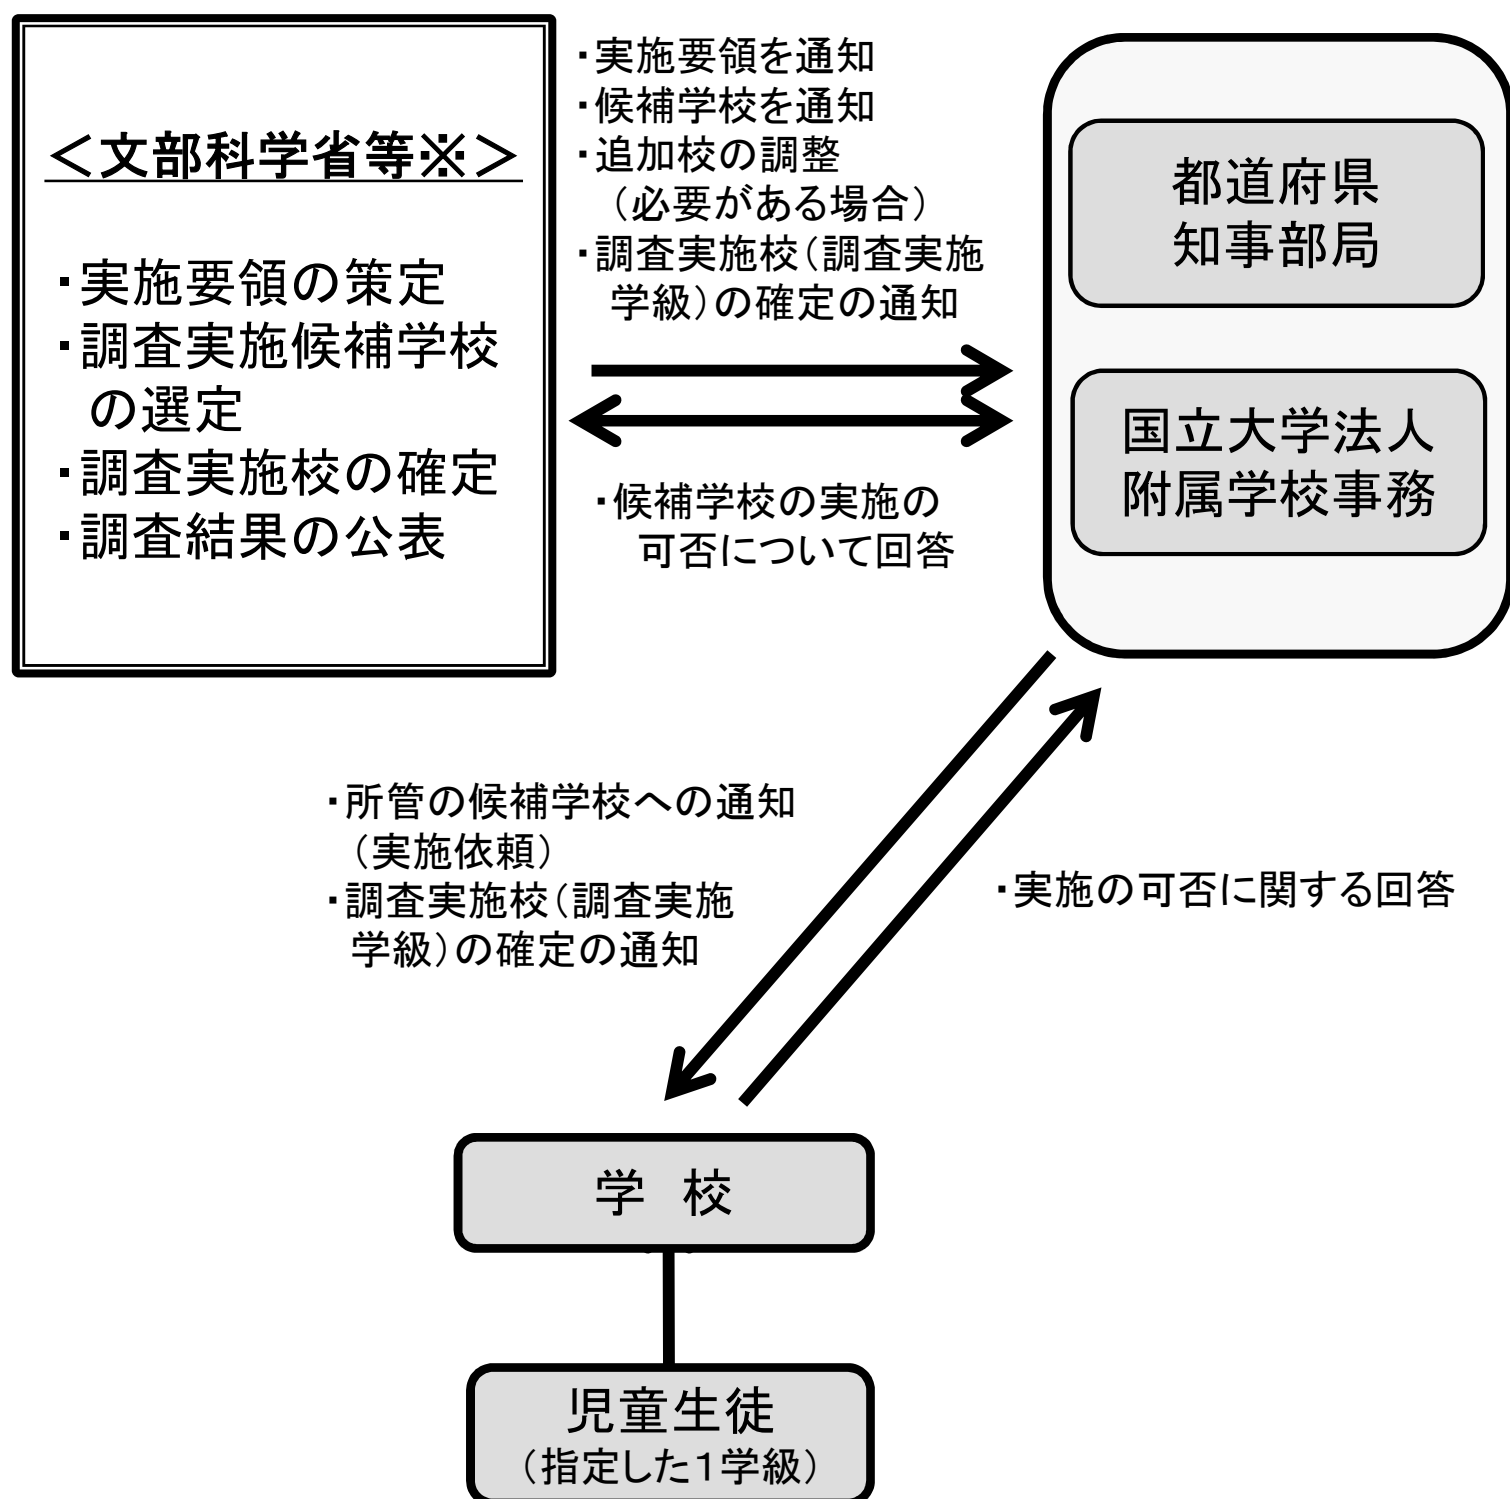 ＜文部科学省等※＞
・実施要領の策定
・調査実施候補学校
の選定
・調査実施校の確定
・調査結果の公表
・実施要領を通知
・候補学校を通知
・追加校の調整
（必要がある場合）
・調査実施校（調査実施
学級）の確定の通知
・候補学校の実施の
可否について回答
都道府県
知事部局
国立大学法人
附属学校事務
・所管の候補学校への通知
（実施依頼）
・調査実施校（調査実施
学級）の確定の通知
・実施の可否に関する回答
学　校
児童生徒
（指定した１学級）